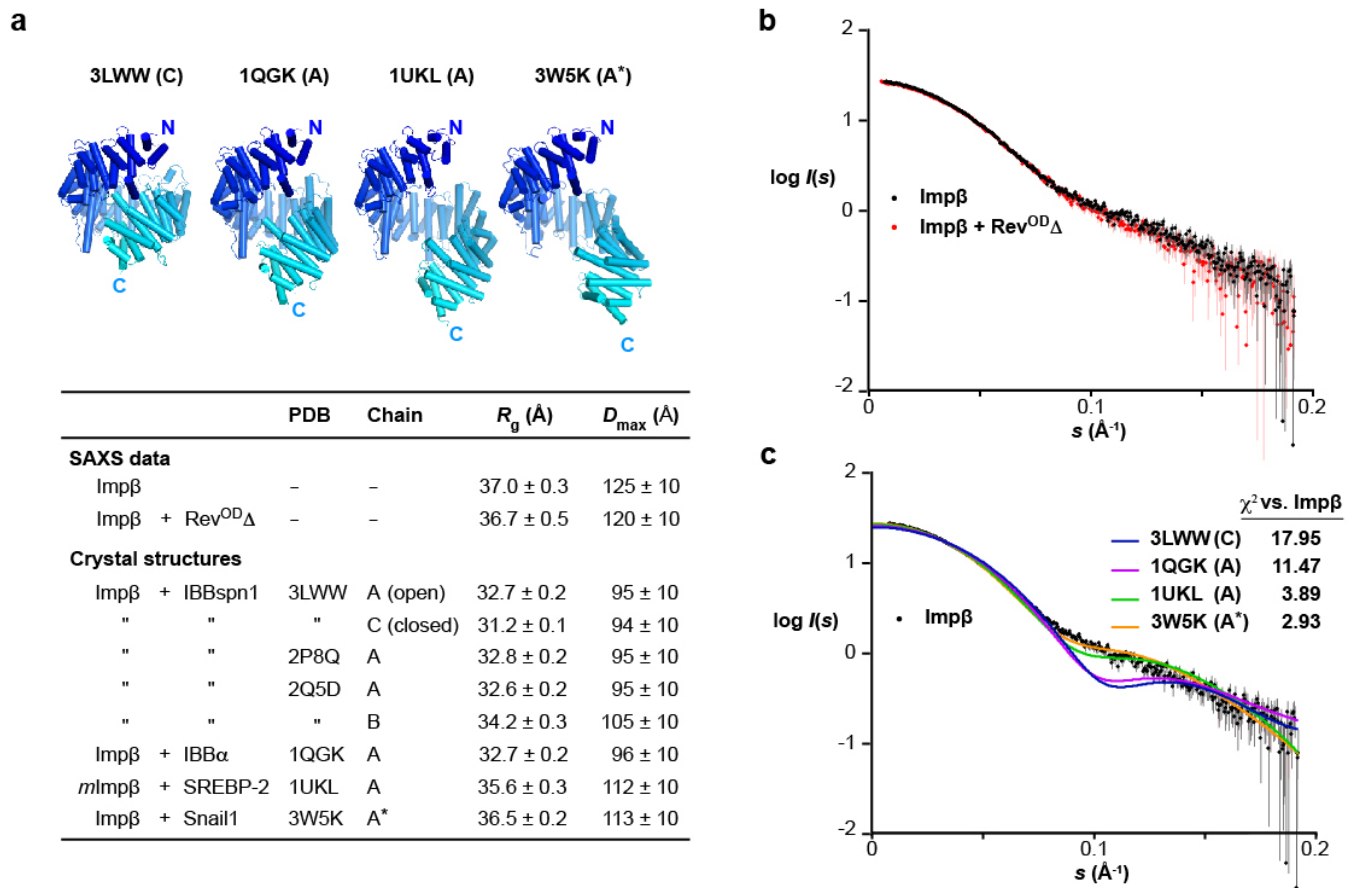 a
3LWW (C) 1QGK (A) 1UKL (A) 3W5K (A*)
N N N N
C C C C
PDB Chain Rg (Å) Dmax (Å)
SAXS data
Impβ – – 37.0 ± 0.3 125 ± 10
Impβ + RevODΔ – – 36.7 ± 0.5 120 ± 10
Crystal structures
Impβ + IBBspn1 3LWW A (open) 32.7 ± 0.2 95 ± 10
" " " C (closed) 31.2 ± 0.1 94 ± 10
" " 2P8Q A 32.8 ± 0.2 95 ± 10
" " 2Q5D A 32.6 ± 0.2 95 ± 10
" " " B 34.2 ± 0.3 105 ± 10
Impβ + IBBα 1QGK A 32.7 ± 0.2 96 ± 10
mImpβ + SREBP-2 1UKL A 35.6 ± 0.3 112 ± 10
Impβ + Snail1 3W5K A* 36.5 ± 0.2 113 ± 10
b
2
1
log I(s)
0
-1
-2
Impβ
Impβ + RevODΔ
0 0.1 0.2
s (Å-1)
c
2
1
log I(s)
0
-1
-2
Impβ
χ2 vs. Impβ
3LWW (C) 17.95
1QGK (A) 11.47
1UKL (A) 3.89
3W5K (A*) 2.93
0 0.1 0.2
s (Å-1)